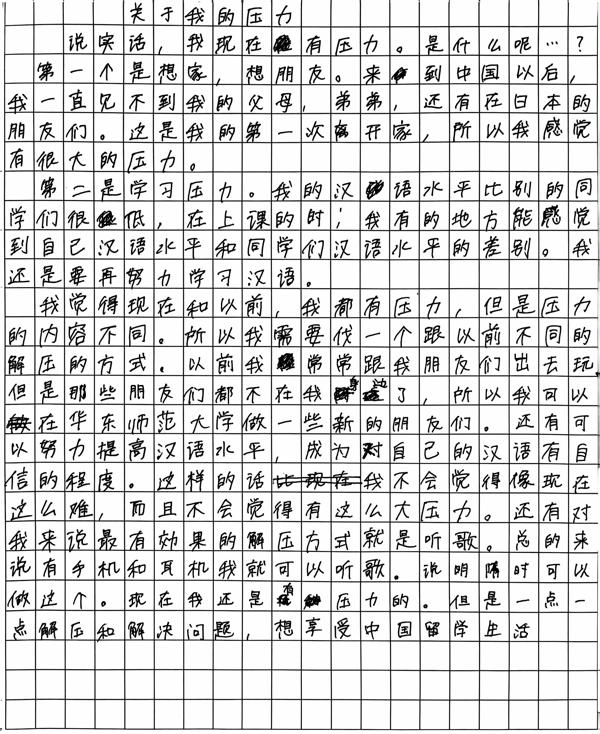 关于我的压力
说实话，我现在有压力。是什么呢…？
第一个是想家，想朋友。来到中国以后，
我一直见不到我的父母，弟弟，还有在日本的
朋友们。这是我的第一次离开家，所以我感觉
有很大的压力。
第二是学习压力。我的汉语水平比别的同
学们很低，在上课的时；我有的地方能感觉
到自己汉语水平和同学们汉语水平的差别。我
还是要再努力学习汉语。
我觉得现在和以前，我都有压力，但是压力
的内容不同。所以我需要找一个跟以前不同的
解压的方式。以前我常常跟我朋友们出去玩
但是那些朋友们都不在我身边了，所以我可以
在华东师范大学做一些新的朋友们。还有可
以努力提高汉语水平，成为对自己的汉语有自
信的程度。这样的话比现在我不会觉得像现在
这么难，而且不会觉得有这么大压力。还有对
我来说最有效果的解压方式就是听歌。总的来
说有手机和耳机我就可以听歌。说明随时可以
做这个。现在我还是有压力的。但是一点一
点解压和解决问题，想享受中国留学生活